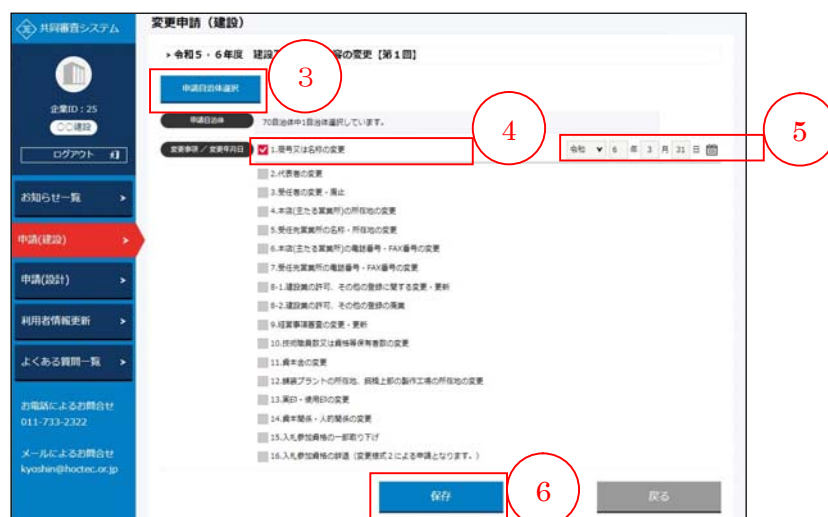 共同審査システム
企業ID : 25
〇〇建設
ログアウト
お知らせ一覧
申請(建設)
申請(設計)
利用者情報更新
よくある質問一覧
お電話によるお問合せ
011-733-2322
メールによるお問合せ
kyoshin@hoctec.or.jp
変更申請（建設）
令和５・６年度 建設 容の変更【第１回】
3
申請自治体選択
申請自治体
70自治体中1自治体選択しています。
4
5
変更事項 / 変更年月日
1.商号又は名称の変更
令和 6 年 3 月 31 日
2.代表者の変更
3.受任者の変更・廃止
4.本店(主たる営業所)の所在地の変更
5.受任先営業所の名称・所在地の変更
6.本店(主たる営業所)の電話番号・FAX番号の変更
7.受任先営業所の電話番号・FAX番号の変更
8-1.建設業の許可、その他の登録に関する変更・更新
8-2.建設業の許可、その他の登録の廃業
9.経営事項審査の変更・更新
10.技術職員数又は資格等保有者数の変更
11.資本金の変更
12.舗装プラントの所在地、鋼橋上部の製作工場の所在地の変更
13.実印・使用印の変更
14.資本関係・人的関係の変更
15.入札参加資格の一部取り下げ
16.入札参加資格の辞退（変更様式２による申請となります。）
保存
6
戻る